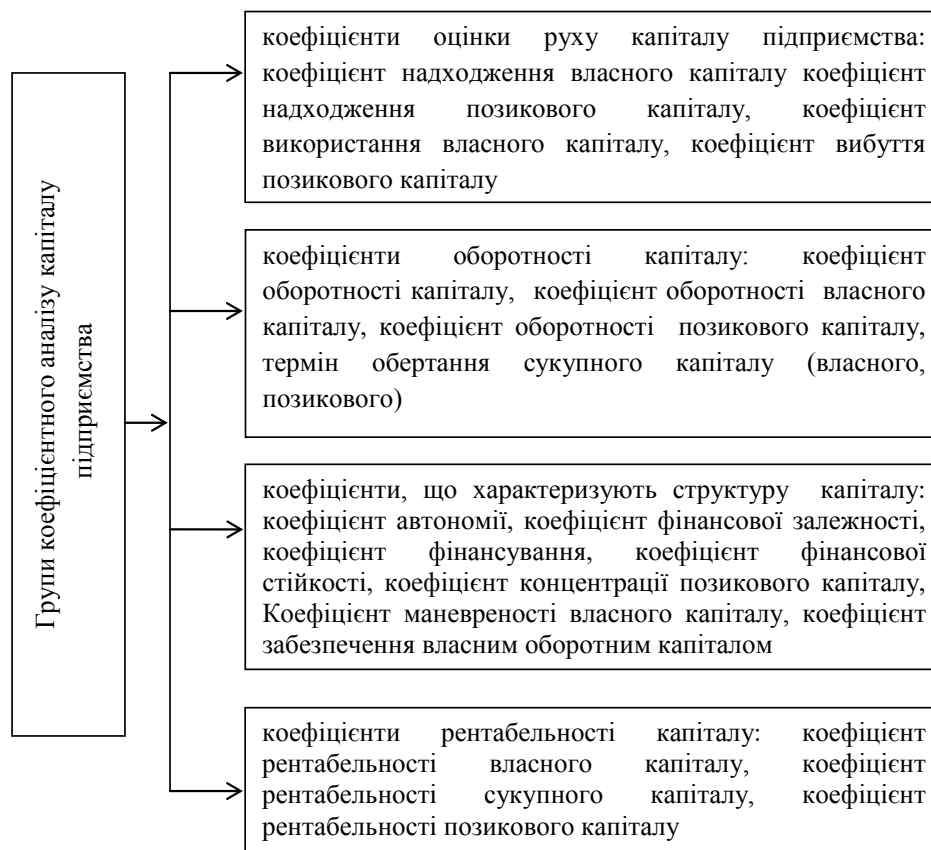 Групи коефіцієнтного аналізу капіталу
підприємства
коефіцієнти оцінки руху капіталу підприємства:
коефіцієнт надходження власного капіталу коефіцієнт
надходження позикового капіталу, коефіцієнт
використання власного капіталу, коефіцієнт вибуття
позикового капіталу
коефіцієнти оборотності капіталу: коефіцієнт
оборотності капіталу, коефіцієнт оборотності власного
капіталу, коефіцієнт оборотності позикового капіталу,
термін обертання сукупного капіталу (власного,
позикового)
коефіцієнти, що характеризують структуру капіталу:
коефіцієнт автономії, коефіцієнт фінансової залежності,
коефіцієнт фінансування, коефіцієнт фінансової
стійкості, коефіцієнт концентрації позикового капіталу,
Коефіцієнт маневреності власного капіталу, коефіцієнт
забезпечення власним оборотним капіталом
коефіцієнти рентабельності капіталу: коефіцієнт
рентабельності власного капіталу, коефіцієнт
рентабельності сукупного капіталу, коефіцієнт
рентабельності позикового капіталу